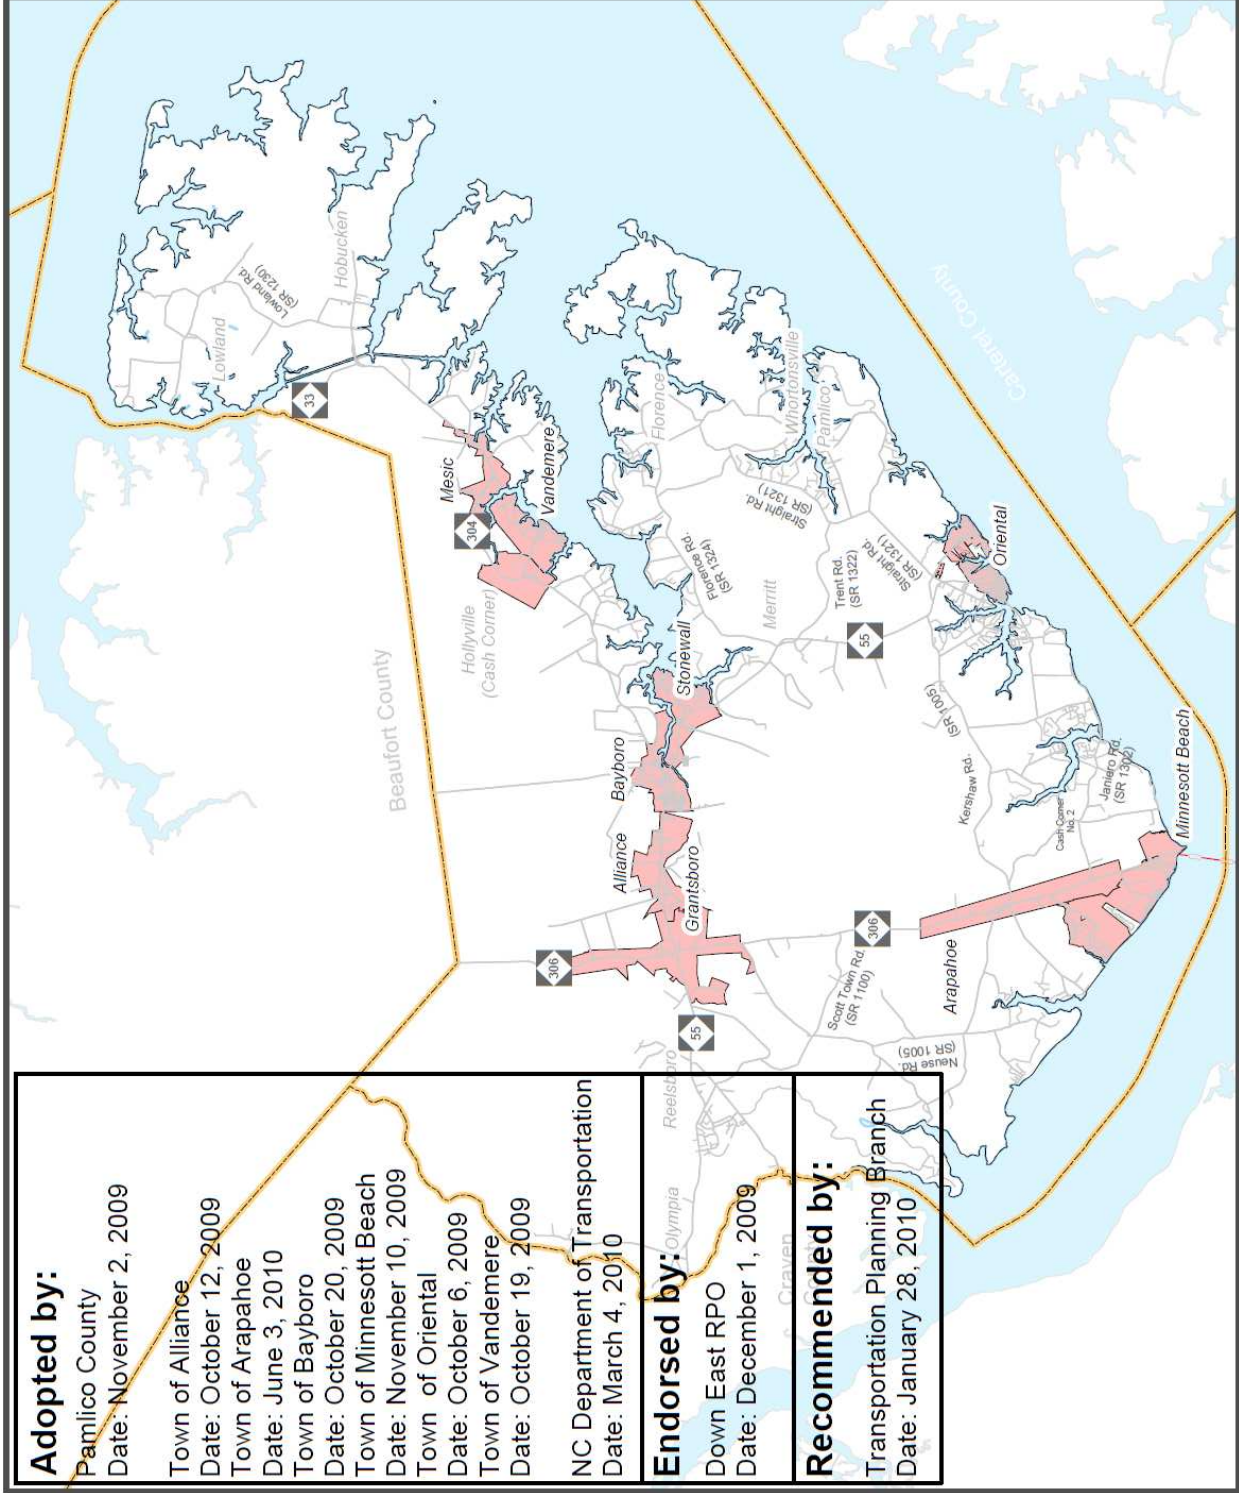 Adopted by:
Pamlico County
Date: November 2, 2009
Town of Alliance
Date: October 12, 2009
Town of Arapahoe
Date: June 3, 2010
Town of Bayboro
Date: October 20, 2009
Town of Minnesott Beach
Date: November 10, 2009
Town of Oriental
Date: October 6, 2009
Town of Vandemere
Date: October 19, 2009
NC Department of Transportation
Date: March 4, 2010
Endorsed by:
Down East RPO
Date: December 1, 2009
Recommended by:
Transportation Planning Branch
Date: January 28, 2010
Beaufort County
Carteret County
Craven
County
Lowland
Lowland Rd.
(SR 1230)
Hobucken
33
Mesic
304
Vandemere
Hollyville
(Cash Corner)
Florence
Whortonsville
Pamlico
Straight Rd.
(SR 1321)
Florence Rd.
(SR 1324)
Straight Rd.
(SR 1321)
Trent Rd.
(SR 1322)
Merritt
Oriental
55
Stonewall
Bayboro
Alliance
Grantsboro
306
55
306
Reelsboro
Olympia
Scott Town Rd.
(SR 1100)
Neuse Rd.
(SR 1005)
Arapahoe
(SR 1005)
Kershaw Rd.
Cash Corner
No. 2
Janiero Rd.
(SR 1302)
Minnesott Beach